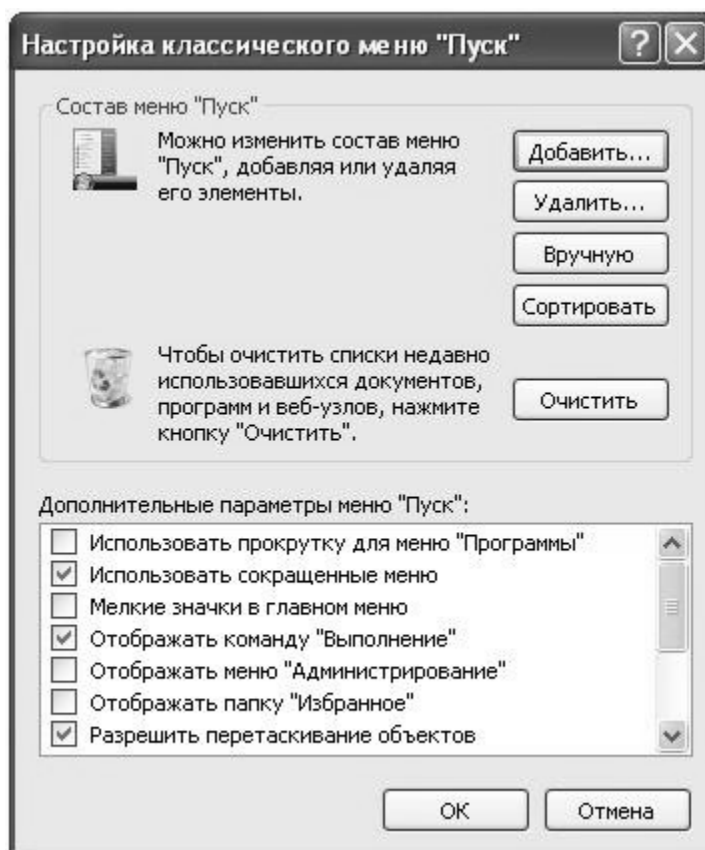 Настройка классического меню "Пуск"
Состав меню "Пуск"
Можно изменить состав меню
"Пуск", добавляя или удаляя
его элементы.
Добавить...
Удалить...
Вручную
Сортировать
Чтобы очистить списки недавно
использовавшихся документов,
программ и веб-узлов, нажмите
кнопку "Очистить".
Очистить
Дополнительные параметры меню "Пуск":
Использовать прокрутку для меню "Программы"
Использовать сокращенные меню
Мелкие значки в главном меню
Отображать команду "Выполнение"
Отображать меню "Администрирование"
Отображать папку "Избранное"
Разрешить перетаскивание объектов
ОК
Отмена